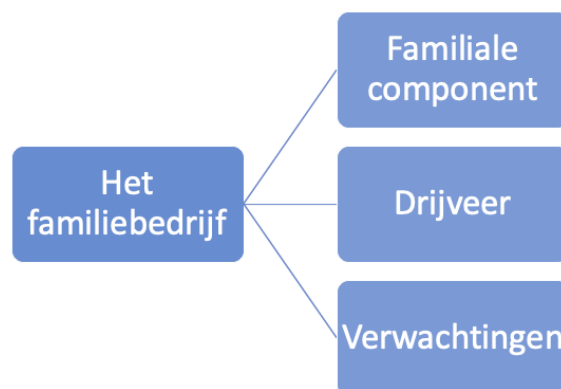 Familiale
component
Het
familiebedrijf
Drijveer
Verwachtingen